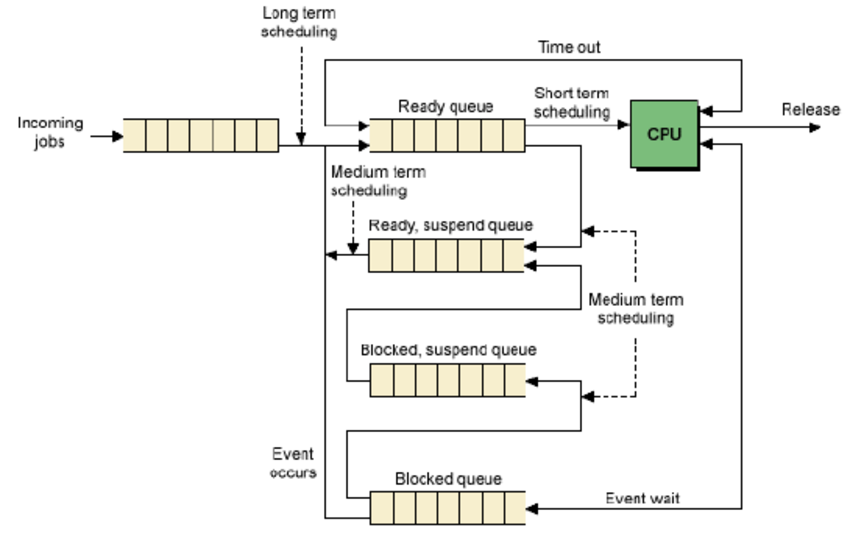 Long term
scheduling
Time out
Incoming
jobs
Ready queue
Short term
scheduling
CPU
Release
Medium term
scheduling
Ready, suspend queue
Medium term
scheduling
Blocked, suspend queue
Event
occurs
Blocked queue
Event wait